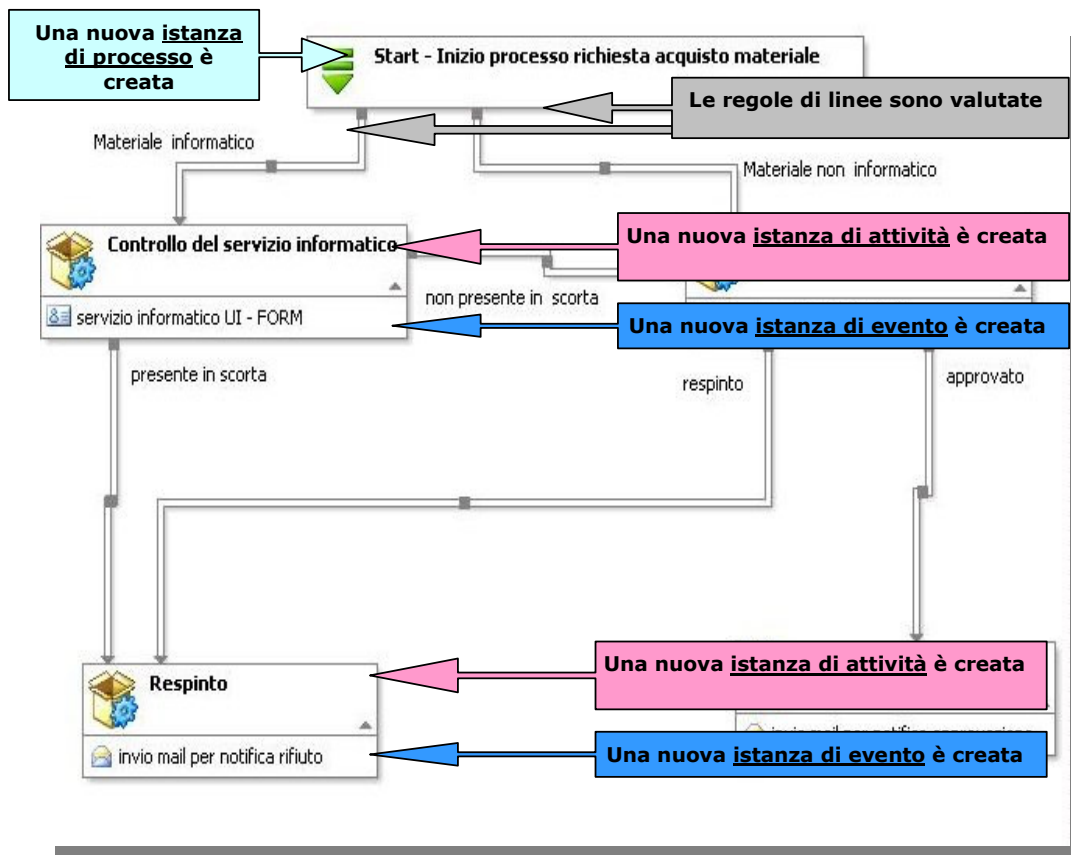 Una nuova istanza
di processo è
creata
Start - Inizio processo richiesta acquisto materiale
Le regole di linee sono valutate
Materiale informatico
Materiale non informatico
Controllo del servizio informatico
Una nuova istanza di attività è creata
non presente in scorta
servizio informatico UI - FORM
Una nuova istanza di evento è creata
presente in scorta
respinto
approvato
Respinto
Una nuova istanza di attività è creata
invio mail per notifica rifiuto
Una nuova istanza di evento è creata